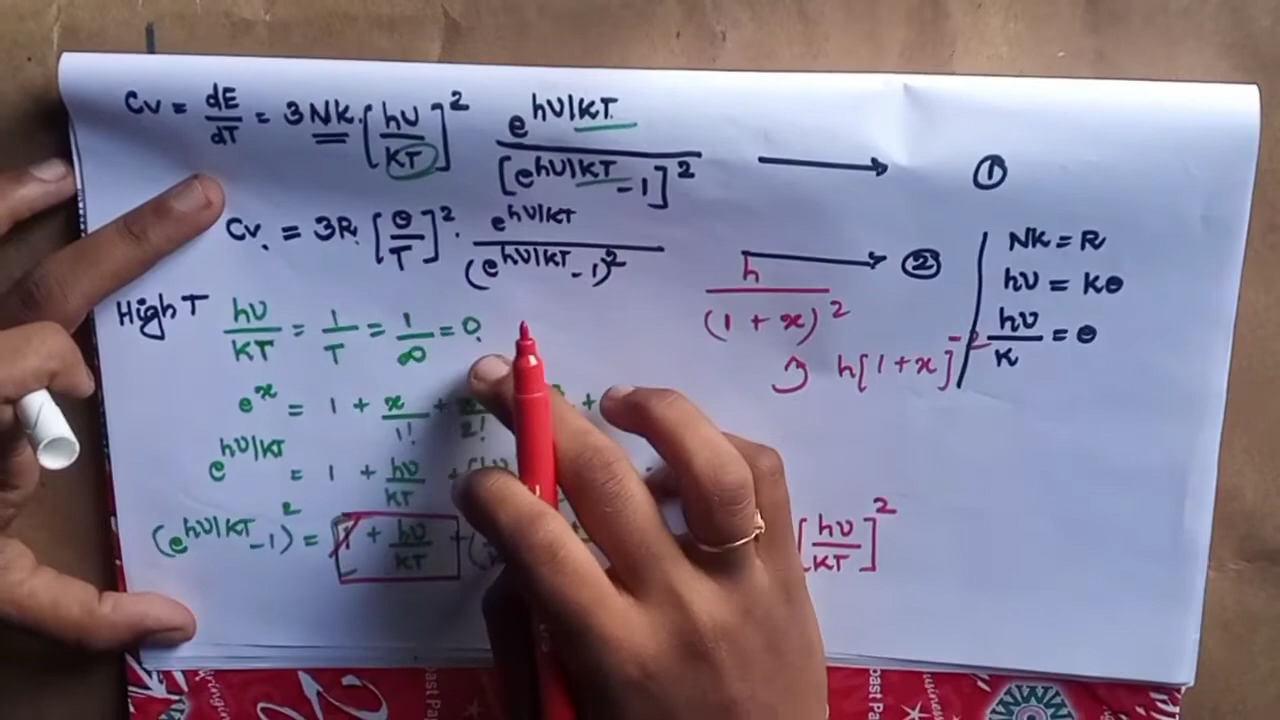 Cv = dE/dT = 3NK. [hυ/KT]² e^hυ/KT / [e^hυ/KT - 1]² → ①
Cv. = 3R. [θ/T]². e^hυ/KT / (e^hυ/KT - 1)² → ②
NK = R
hυ = Kθ
hυ/K = θ
h / (1 + x)²
h[1+x]⁻²
High T hυ/KT = 1/T = 1/∞ = 0.
e^x = 1 + x/1! + 2! +
e^hυ/KT = 1 + hυ/KT +
(e^hυ/KT - 1)² = [1 + hυ/KT + [hυ/KT]²